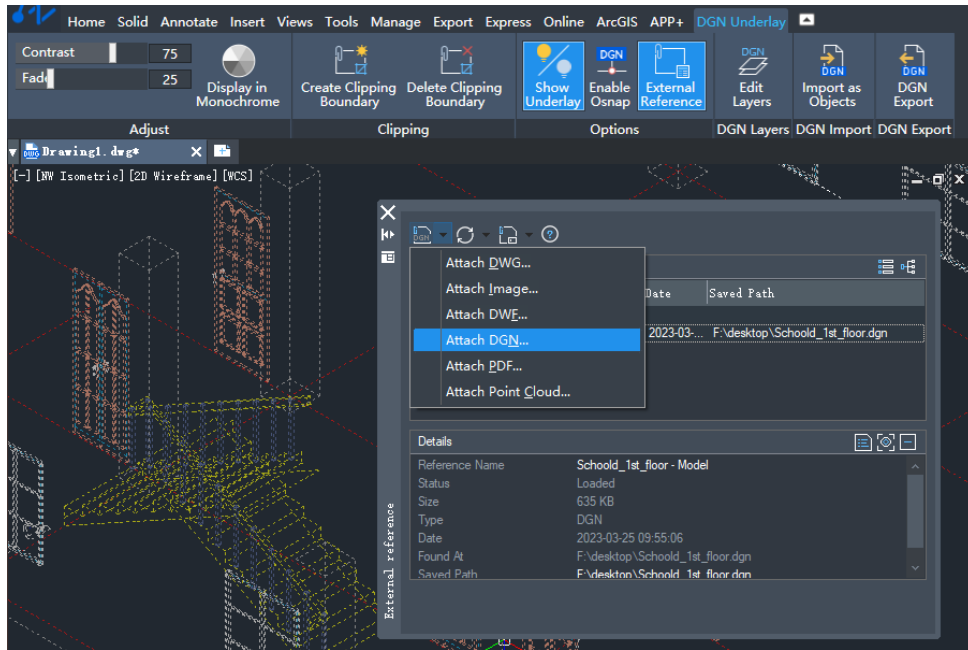 Home Solid Annotate Insert Views Tools Manage Export Express Online ArcGIS APP+ DGN Underlay
Contrast 75
Fade 25
Display in Monochrome
Adjust
Create Clipping Boundary
Delete Clipping Boundary
Clipping
Show Underlay
DGN
Enable Osnap
External Reference
Options
DGN
Edit Layers
DGN Layers
DGN
Import as Objects
DGN Import
DGN
DGN Export
DGN Export
DWG Drawing1.dwg*
[-] [NW Isometric] [2D Wireframe] [WCS]
DGN
Attach DWG...
Attach Image...
Attach DWF...
Attach DGN...
Attach PDF...
Attach Point Cloud...
Date Saved Path
2023-03-... F:\desktop\Schoold_1st_floor.dgn
Details
Reference Name Schoold_1st_floor - Model
Status Loaded
Size 635 KB
Type DGN
Date 2023-03-25 09:55:06
Found At F:\desktop\Schoold_1st_floor.dgn
Saved Path F:\desktop\Schoold_1st_floor.dgn
External reference